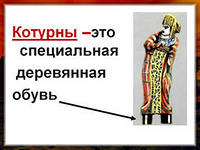 Котурны –это
специальная
деревянная
обувь